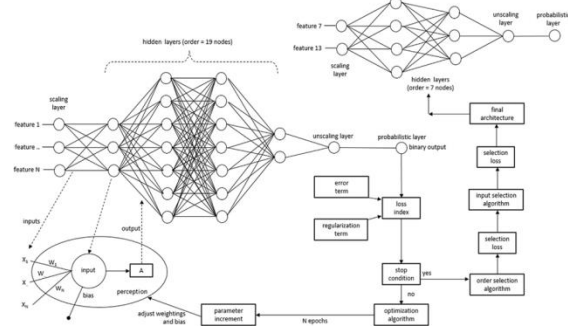 feature 7
feature 13
scaling
layer
hidden layers
(order = 7 nodes)
unscaling
layer
probabilistic
layer
hidden layers (order = 19 nodes)
scaling
layer
feature 1
feature ..
feature N
unscaling layer
probabilistic layer
binary output
final
architecture
selection
loss
input selection
algorithm
selection
loss
order selection
algorithm
error
term
regularization
term
loss
index
stop
condition
yes
no
optimization
algorithm
N epochs
parameter
increment
adjust weightings
and bias
inputs
output
X₁
W₁
X
W
Wₙ
Xₙ
input
A
bias
perception